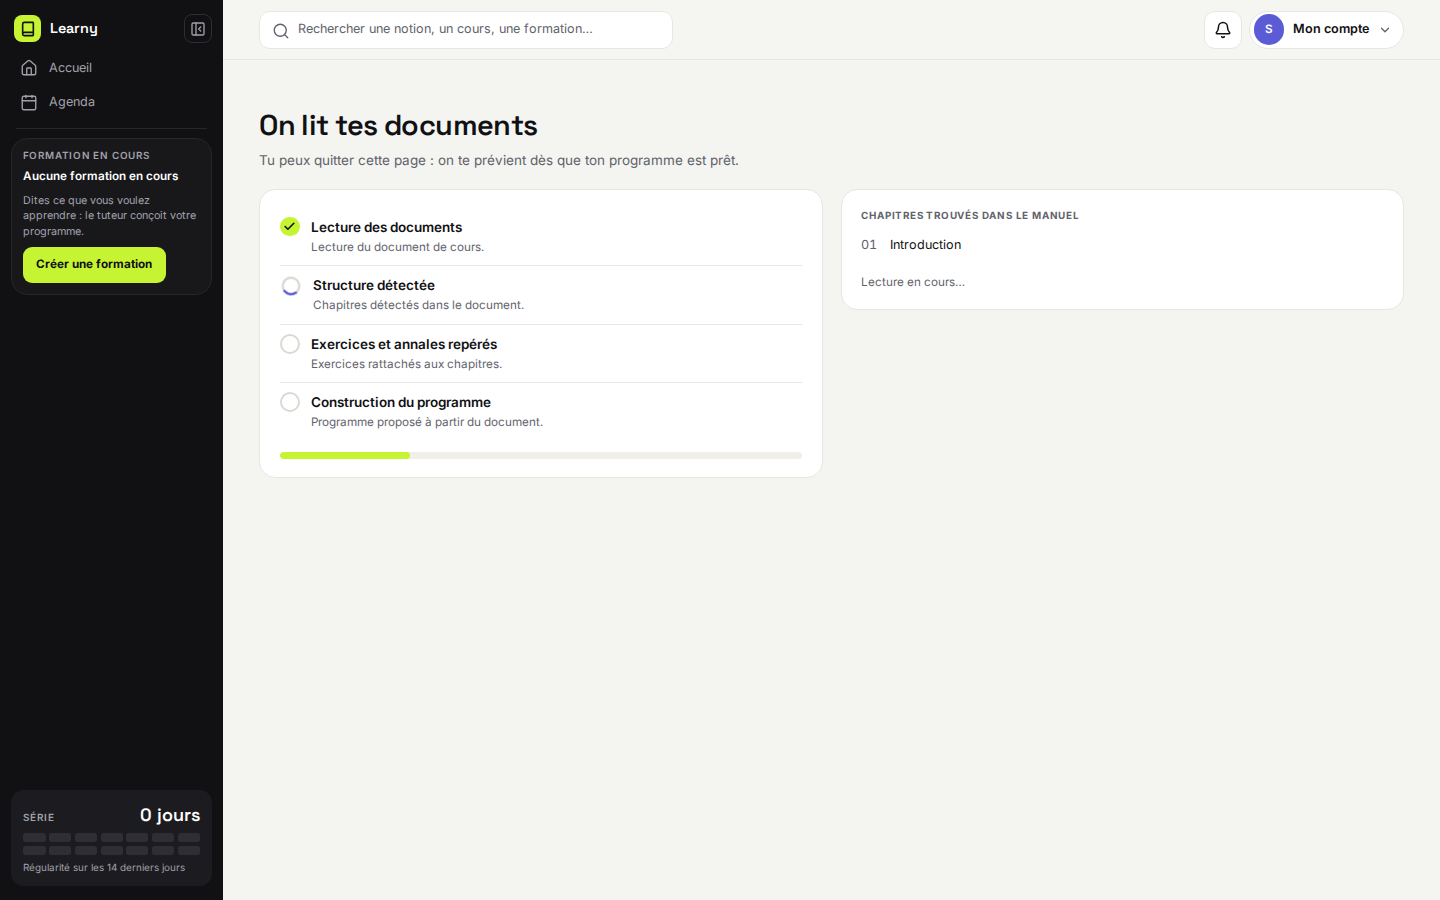 Learny
Accueil
Agenda
FORMATION EN COURS
Aucune formation en cours
Dites ce que vous voulez
apprendre : le tuteur conçoit votre
programme.
Créer une formation
SÉRIE
0 jours
Régularité sur les 14 derniers jours
Rechercher une notion, un cours, une formation...
S
Mon compte
On lit tes documents
Tu peux quitter cette page : on te prévient dès que ton programme est prêt.
Lecture des documents
Lecture du document de cours.
Structure détectée
Chapitres détectés dans le document.
Exercices et annales repérés
Exercices rattachés aux chapitres.
Construction du programme
Programme proposé à partir du document.
CHAPITRES TROUVÉS DANS LE MANUEL
01 Introduction
Lecture en cours...